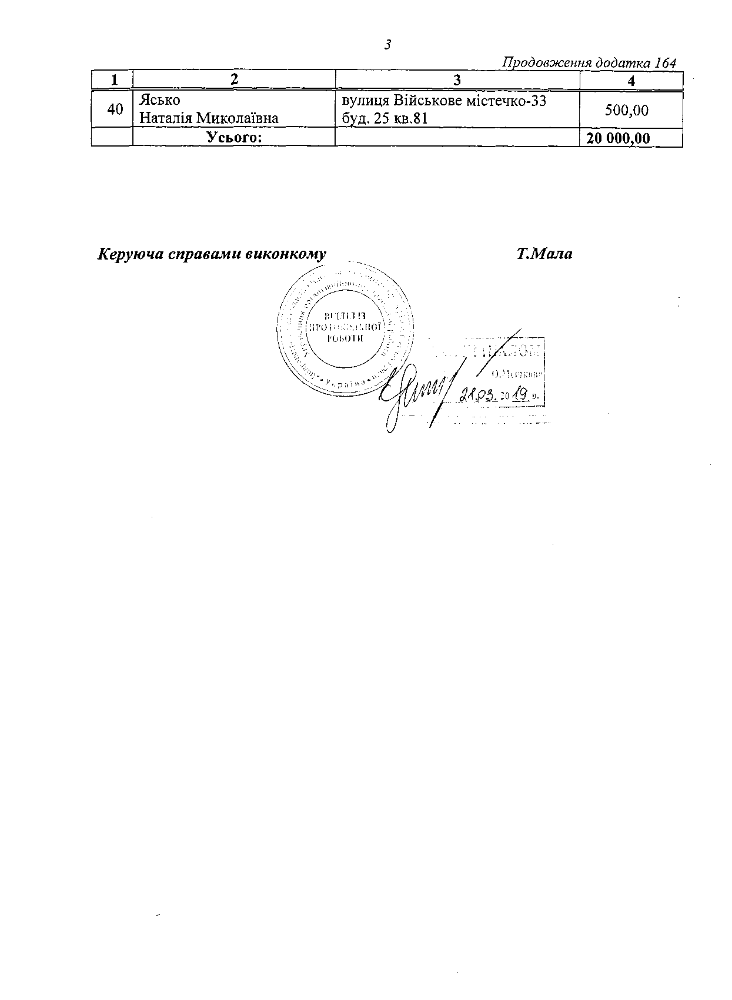 3
Продовження додатка 164
1 2 3 4
40 Ясько вулиця Військове містечко-33 500,00
Наталія Миколаївна буд. 25 кв.81
Усього: 20 000,00
Керуюча справами виконкому Т.Мала
РОБОТИ
Україна
21.03.2019 р.